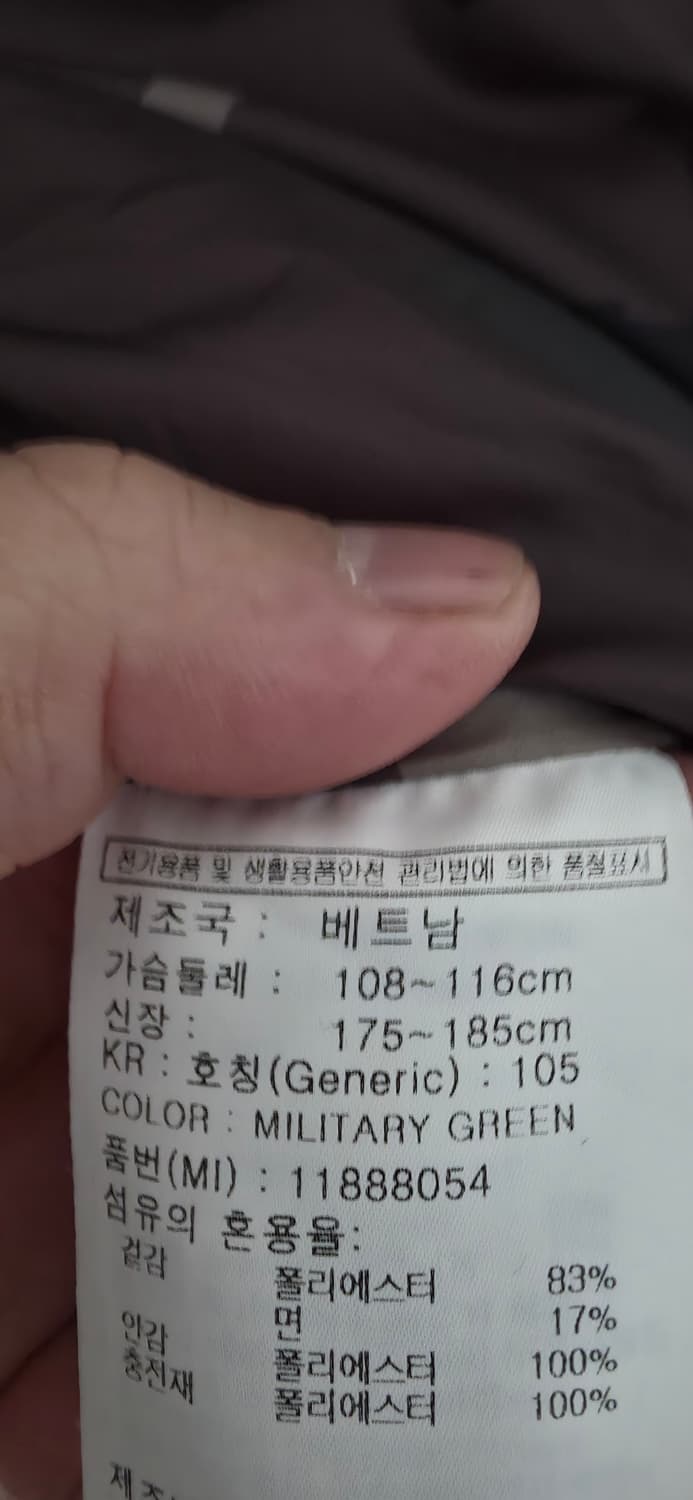 전기용품 및 생활용품안전 관리법에 의한 품질표시
제조국 : 베트남
가슴둘레 : 108~116cm
신장 : 175~185cm
KR : 호칭(Generic) : 105
COLOR : MILITARY GREEN
품번(MI) : 11888054
섬유의 혼용율:
겉감 폴리에스터 83%
면 17%
안감 폴리에스터 100%
충전재 폴리에스터 100%